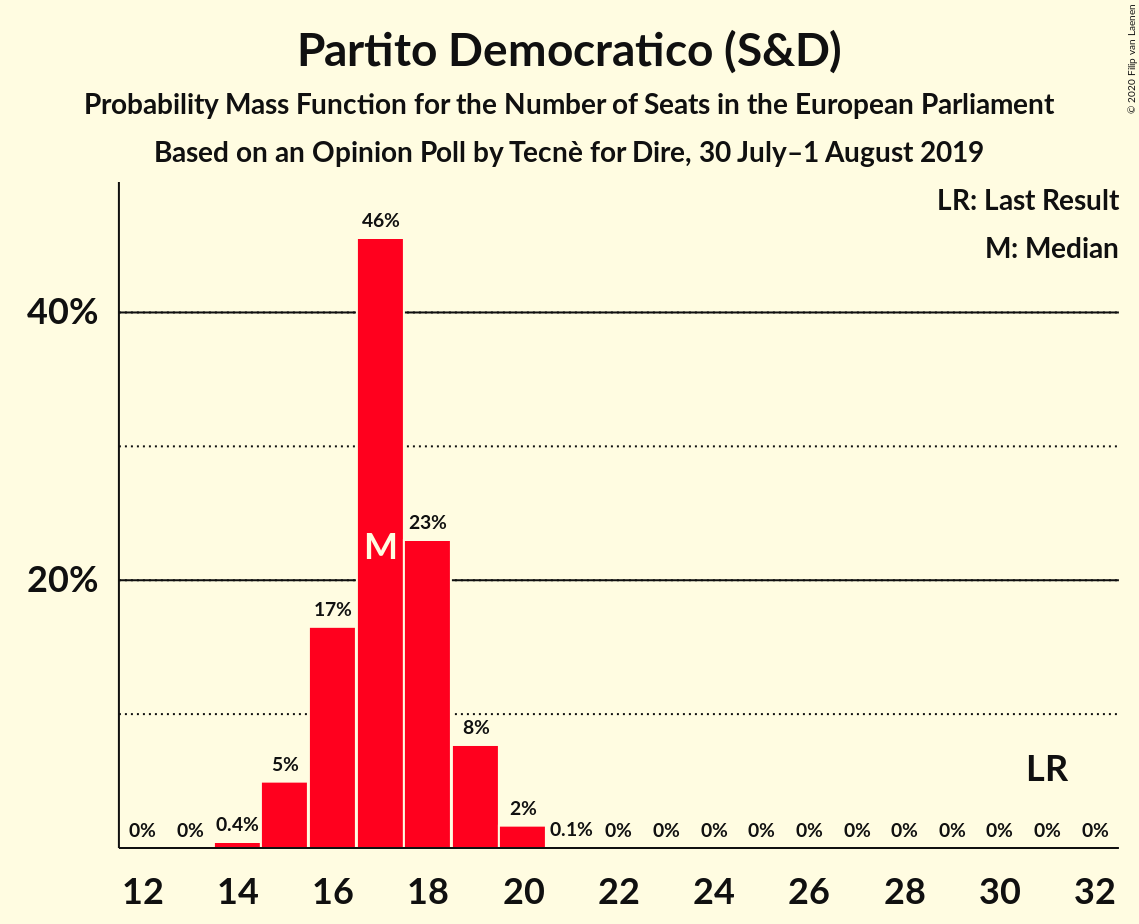 Partito Democratico (S&D)
Probability Mass Function for the Number of Seats in the European Parliament
Based on an Opinion Poll by Tecnè for Dire, 30 July–1 August 2019
© 2020 Filip van Laenen
LR: Last Result
M: Median
46%
40%
23%
M
20%
17%
8%
LR
5%
2%
0% 0% 0.4% 0.1% 0% 0% 0% 0% 0% 0% 0% 0% 0% 0% 0%
12 14 16 18 20 22 24 26 28 30 32